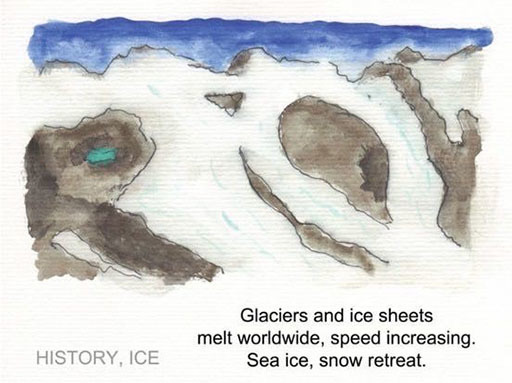 Glaciers and ice sheets
melt worldwide, speed increasing.
Sea ice, snow retreat.
HISTORY, ICE